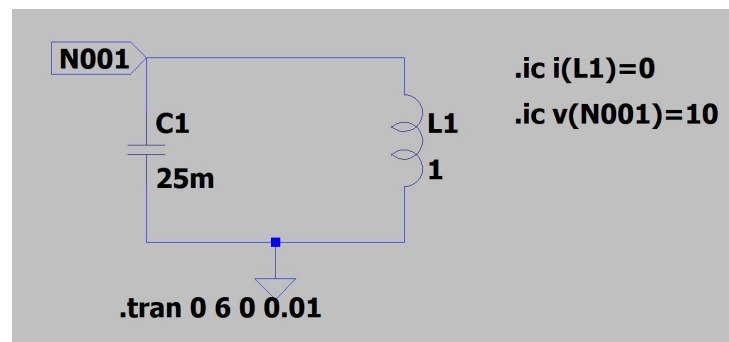 N001
.ic i(L1)=0
.ic v(N001)=10
C1
L1
25m
1
.tran 0 6 0 0.01